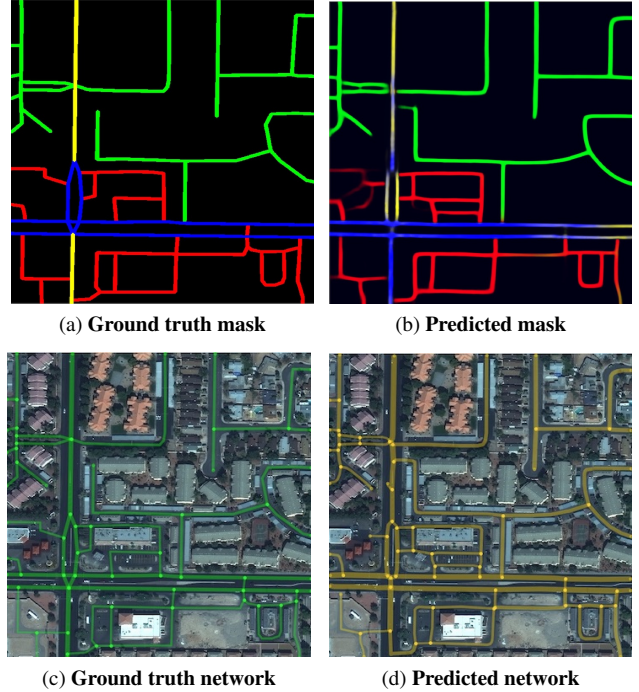 (a) Ground truth mask
(b) Predicted mask
(c) Ground truth network
(d) Predicted network